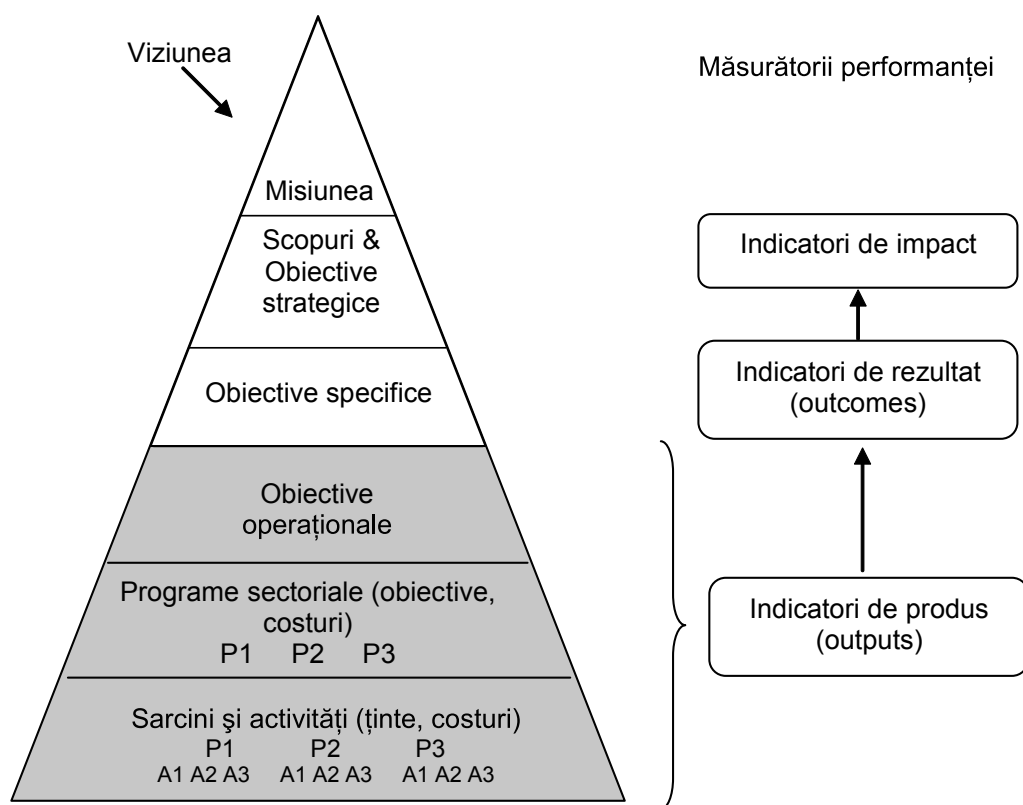 Viziunea
Măsurătorii performanței
Misiunea
Scopuri &
Obiective
strategice
Obiective specifice
Obiective
operaționale
Programe sectoriale (obiective,
costuri)
P1 P2 P3
Sarcini şi activități (ținte, costuri)
P1 P2 P3
A1 A2 A3 A1 A2 A3 A1 A2 A3
Indicatori de impact
Indicatori de rezultat
(outcomes)
Indicatori de produs
(outputs)